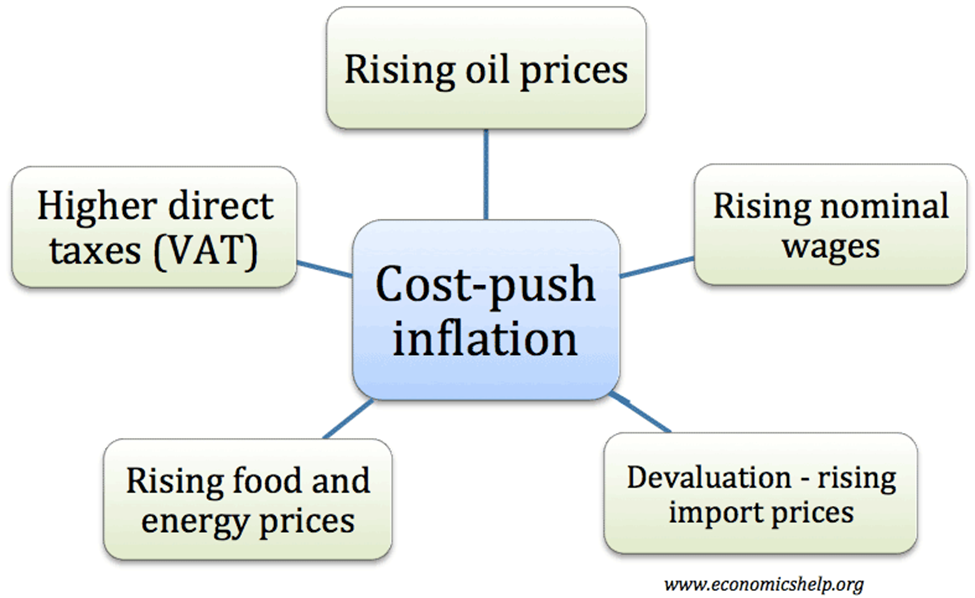 Rising oil prices
Higher direct
taxes (VAT)
Rising nominal
wages
Cost-push
inflation
Rising food and
energy prices
Devaluation - rising
import prices
www.economicshelp.org